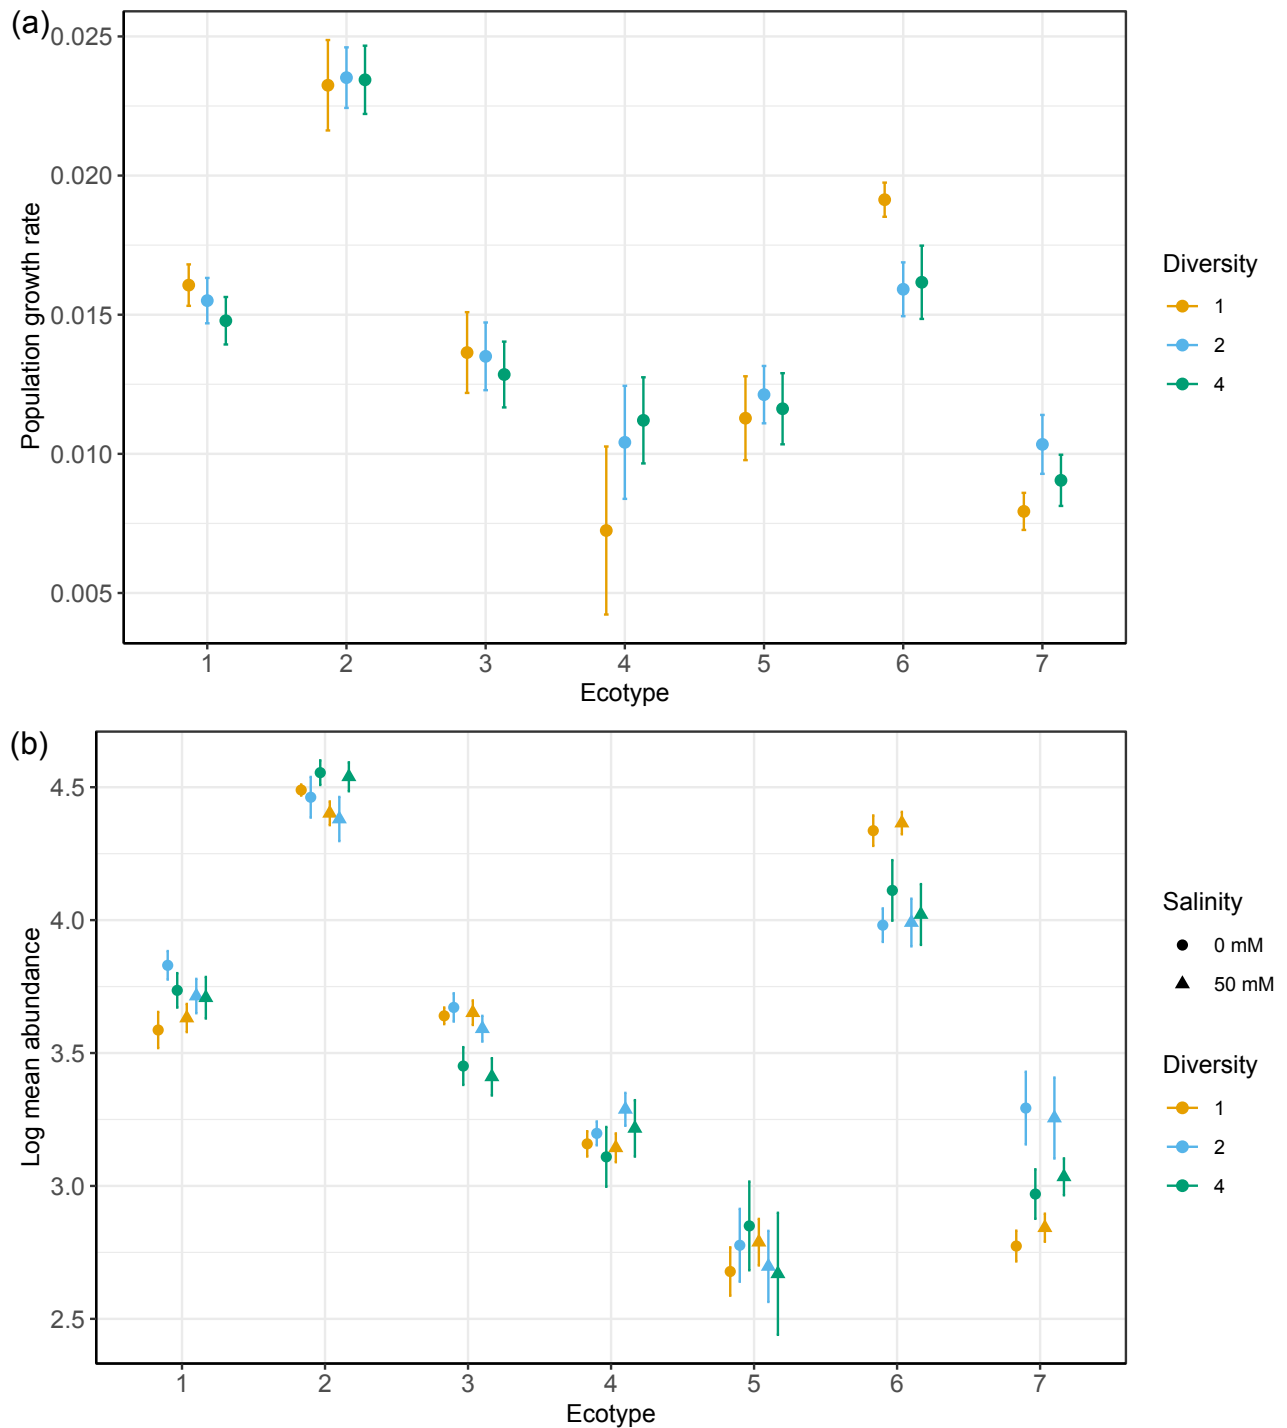 (a)
0.025
0.020
0.015
0.010
0.005
Population growth rate
1 2 3 4 5 6 7
Ecotype
Diversity
1
2
4
(b)
4.5
4.0
3.5
3.0
2.5
Log mean abundance
1 2 3 4 5 6 7
Ecotype
Salinity
0 mM
50 mM
Diversity
1
2
4